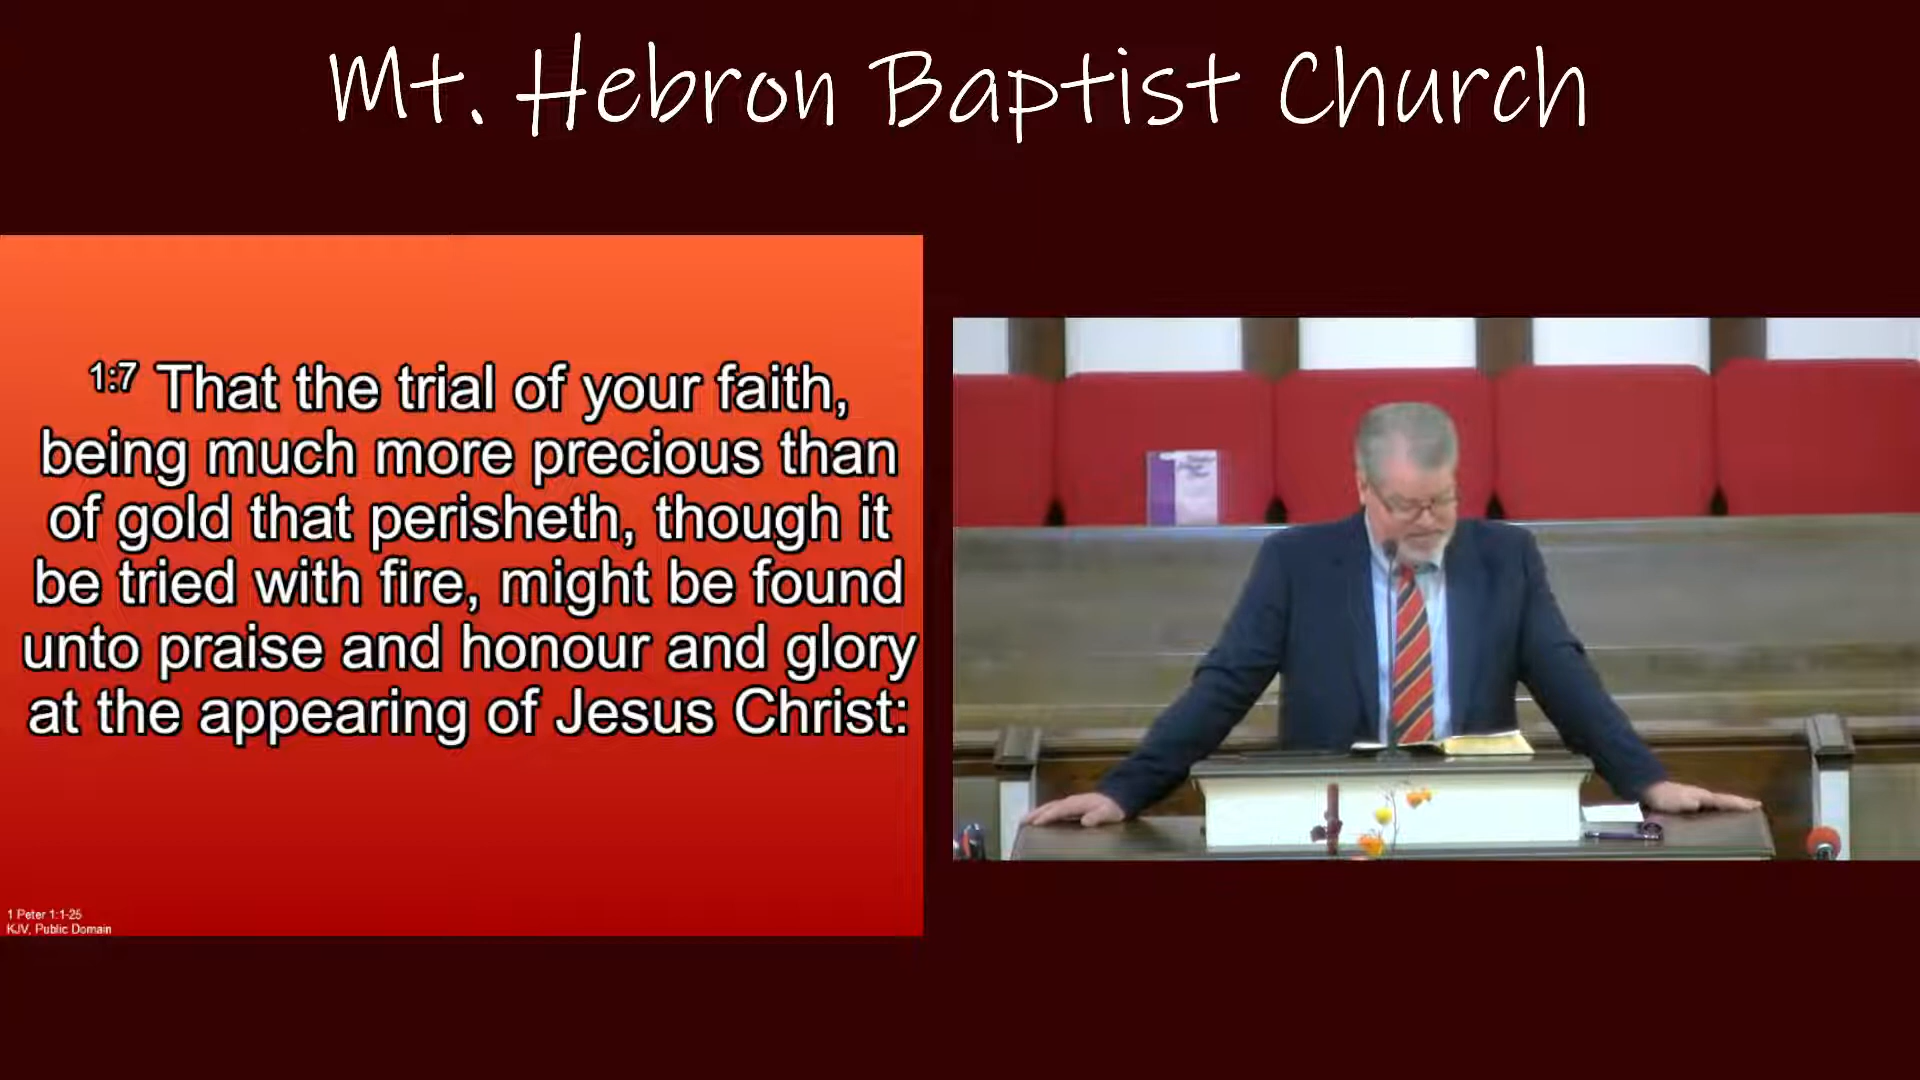 Mt. Hebron Baptist Church
1:7 That the trial of your faith,
being much more precious than
of gold that perisheth, though it
be tried with fire, might be found
unto praise and honour and glory
at the appearing of Jesus Christ:
1 Peter 1:1-25
KJV, Public Domain